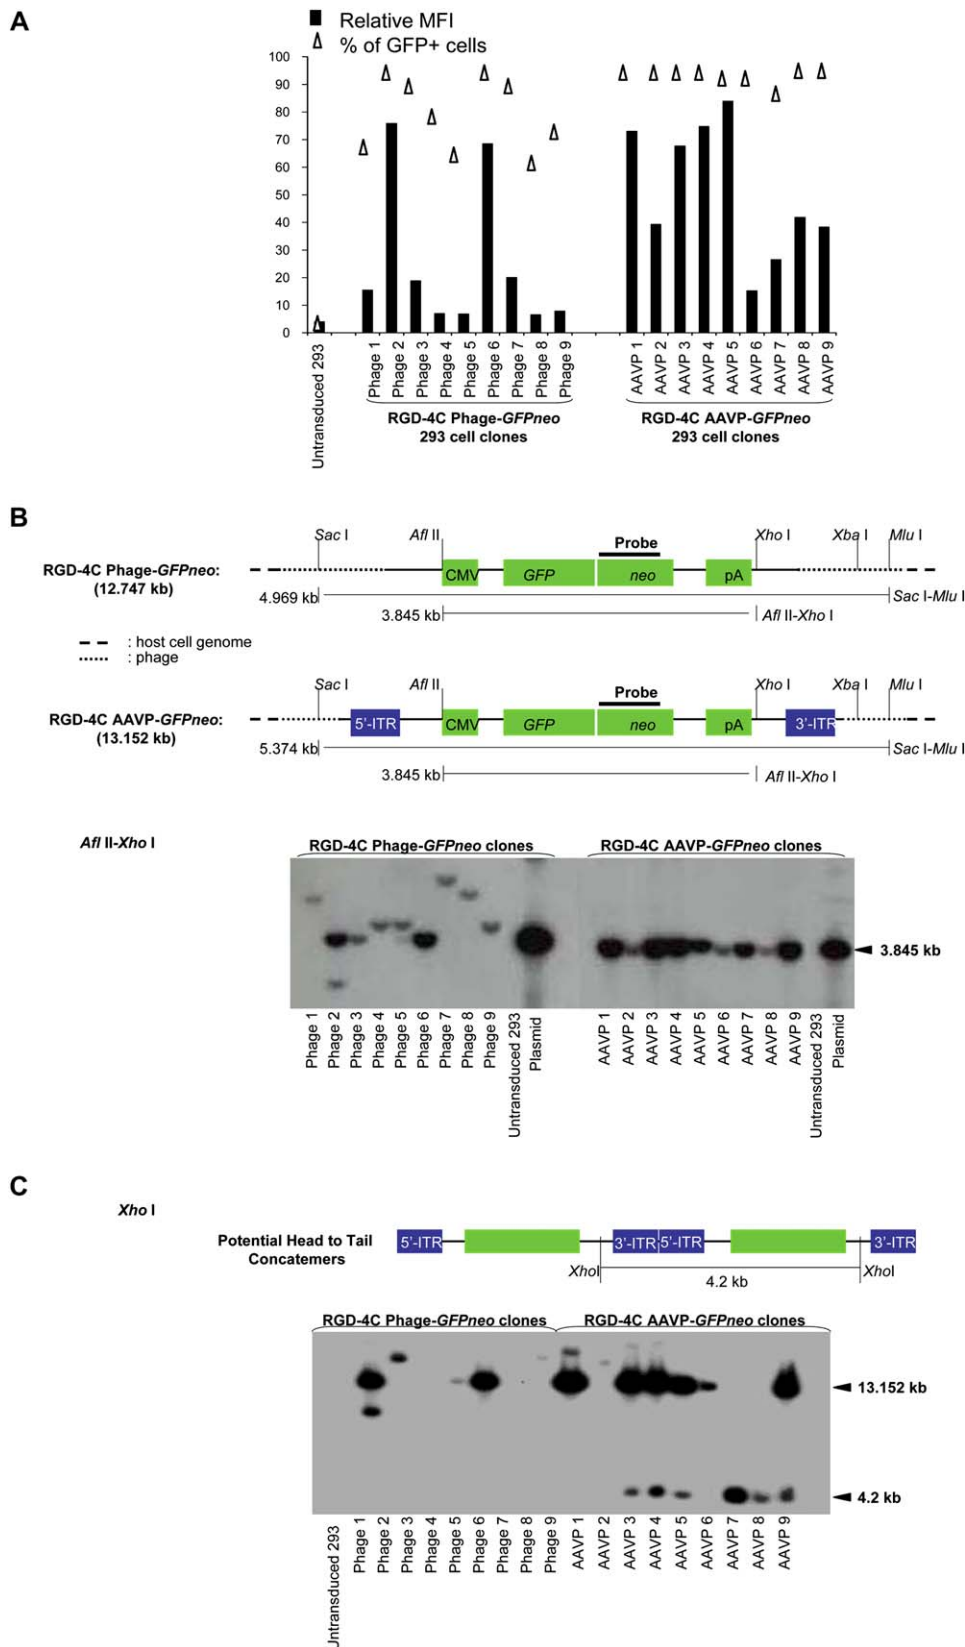 A
Relative MFI
% of GFP+ cells
100
90
80
70
60
50
40
30
20
10
0
Untransduced 293
Phage 1
Phage 2
Phage 3
Phage 4
Phage 5
Phage 6
Phage 7
Phage 8
Phage 9
AAVP 1
AAVP 2
AAVP 3
AAVP 4
AAVP 5
AAVP 6
AAVP 7
AAVP 8
AAVP 9
RGD-4C Phage-GFPneo
293 cell clones
RGD-4C AAVP-GFPneo
293 cell clones
B
Sac I
Afl II
Probe
Xho I
Xba I
Mlu I
RGD-4C Phage-GFPneo:
(12.747 kb)
CMV
GFP
neo
pA
4.969 kb
Sac I-Mlu I
3.845 kb
Afl II-Xho I
: host cell genome
: phage
Sac I
Afl II
Probe
Xho I
Xba I
Mlu I
RGD-4C AAVP-GFPneo:
(13.152 kb)
5'-ITR
CMV
GFP
neo
pA
3'-ITR
5.374 kb
Sac I-Mlu I
3.845 kb
Afl II-Xho I
Afl II-Xho I
RGD-4C Phage-GFPneo clones
RGD-4C AAVP-GFPneo clones
3.845 kb
Phage 1
Phage 2
Phage 3
Phage 4
Phage 5
Phage 6
Phage 7
Phage 8
Phage 9
Untransduced 293
Plasmid
AAVP 1
AAVP 2
AAVP 3
AAVP 4
AAVP 5
AAVP 6
AAVP 7
AAVP 8
AAVP 9
Untransduced 293
Plasmid
C
Xho I
Potential Head to Tail
Concatemers
5'-ITR
3'-ITR
5'-ITR
3'-ITR
XhoI
4.2 kb
XhoI
RGD-4C Phage-GFPneo clones
RGD-4C AAVP-GFPneo clones
13.152 kb
4.2 kb
Untransduced 293
Phage 1
Phage 2
Phage 3
Phage 4
Phage 5
Phage 6
Phage 7
Phage 8
Phage 9
AAVP 1
AAVP 2
AAVP 3
AAVP 4
AAVP 5
AAVP 6
AAVP 7
AAVP 8
AAVP 9